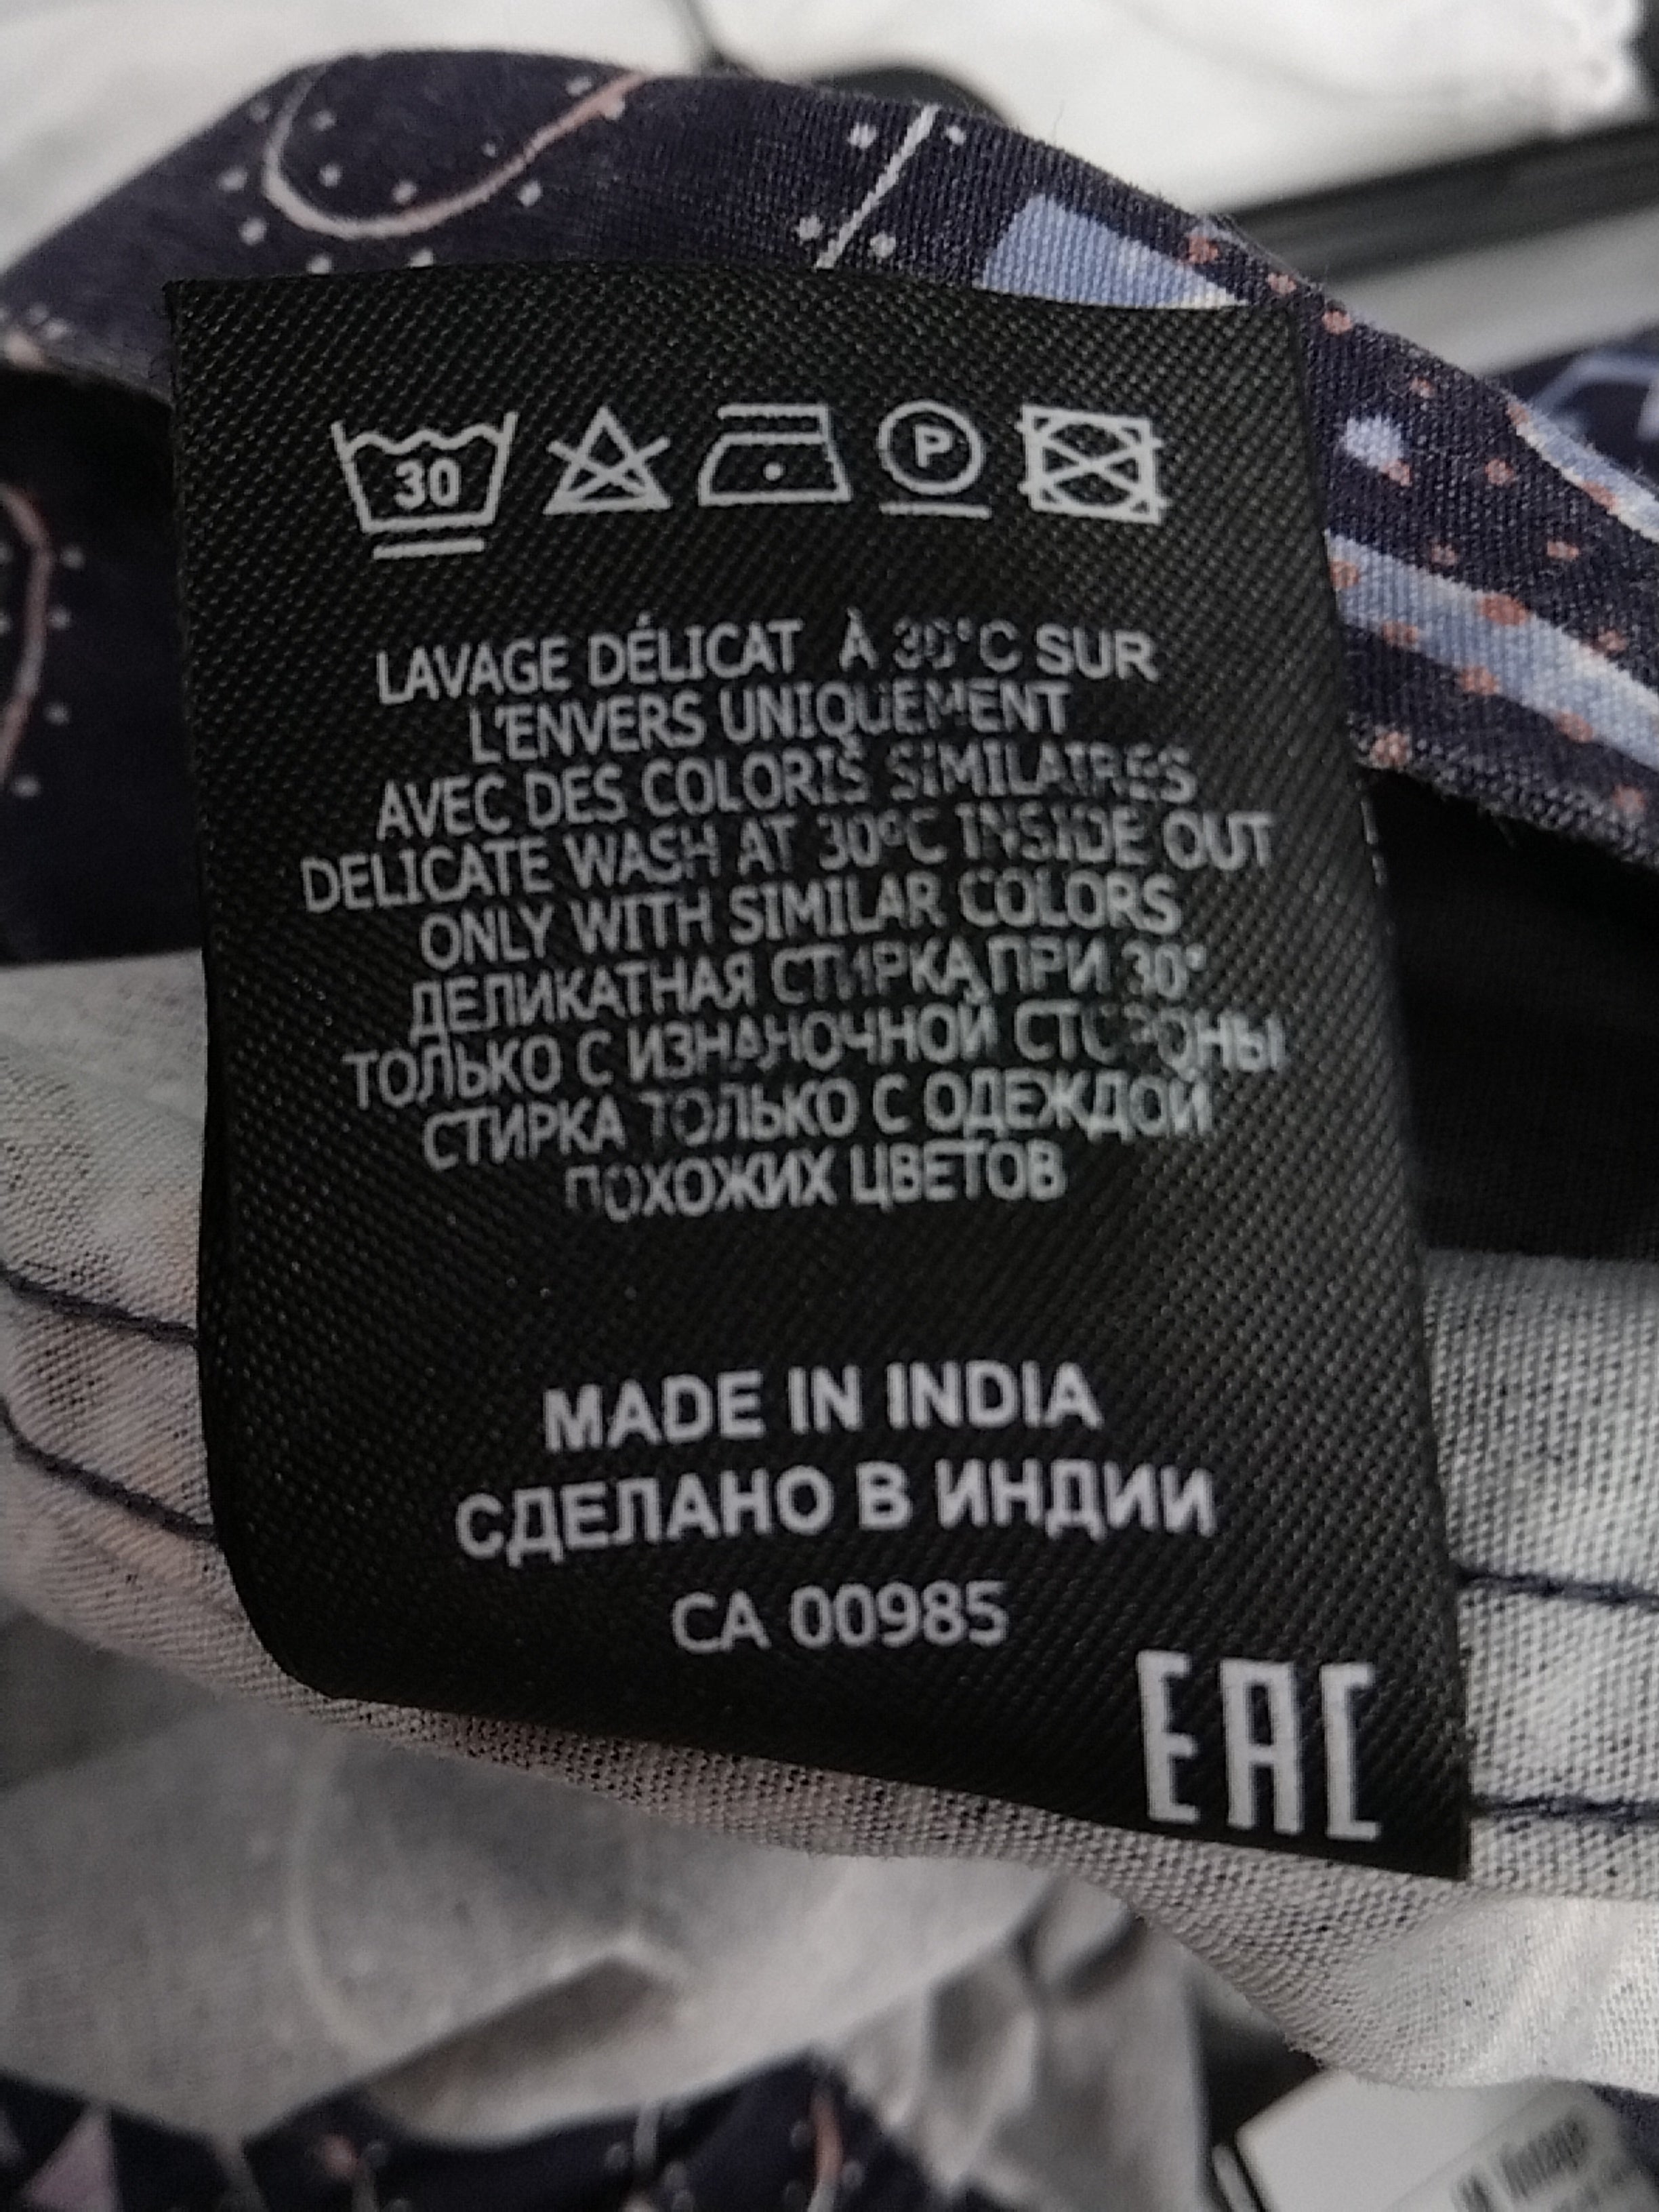 30
P
LAVAGE DÉLICAT À 30°C SUR
L'ENVERS UNIQUEMENT
AVEC DES COLORIS SIMILAIRES
DELICATE WASH AT 30ºC INSIDE OUT
ONLY WITH SIMILAR COLORS
ДЕЛИКАТНАЯ СТИРКА ПРИ 30°
ТОЛЬКО С ИЗНАНОЧНОЙ СТОРОНЫ
СТИРКА ТОЛЬКО С ОДЕЖДОЙ
ПОХОЖИХ ЦВЕТОВ
MADE IN INDIA
СДЕЛАНО В ИНДИИ
CA 00985
EAC